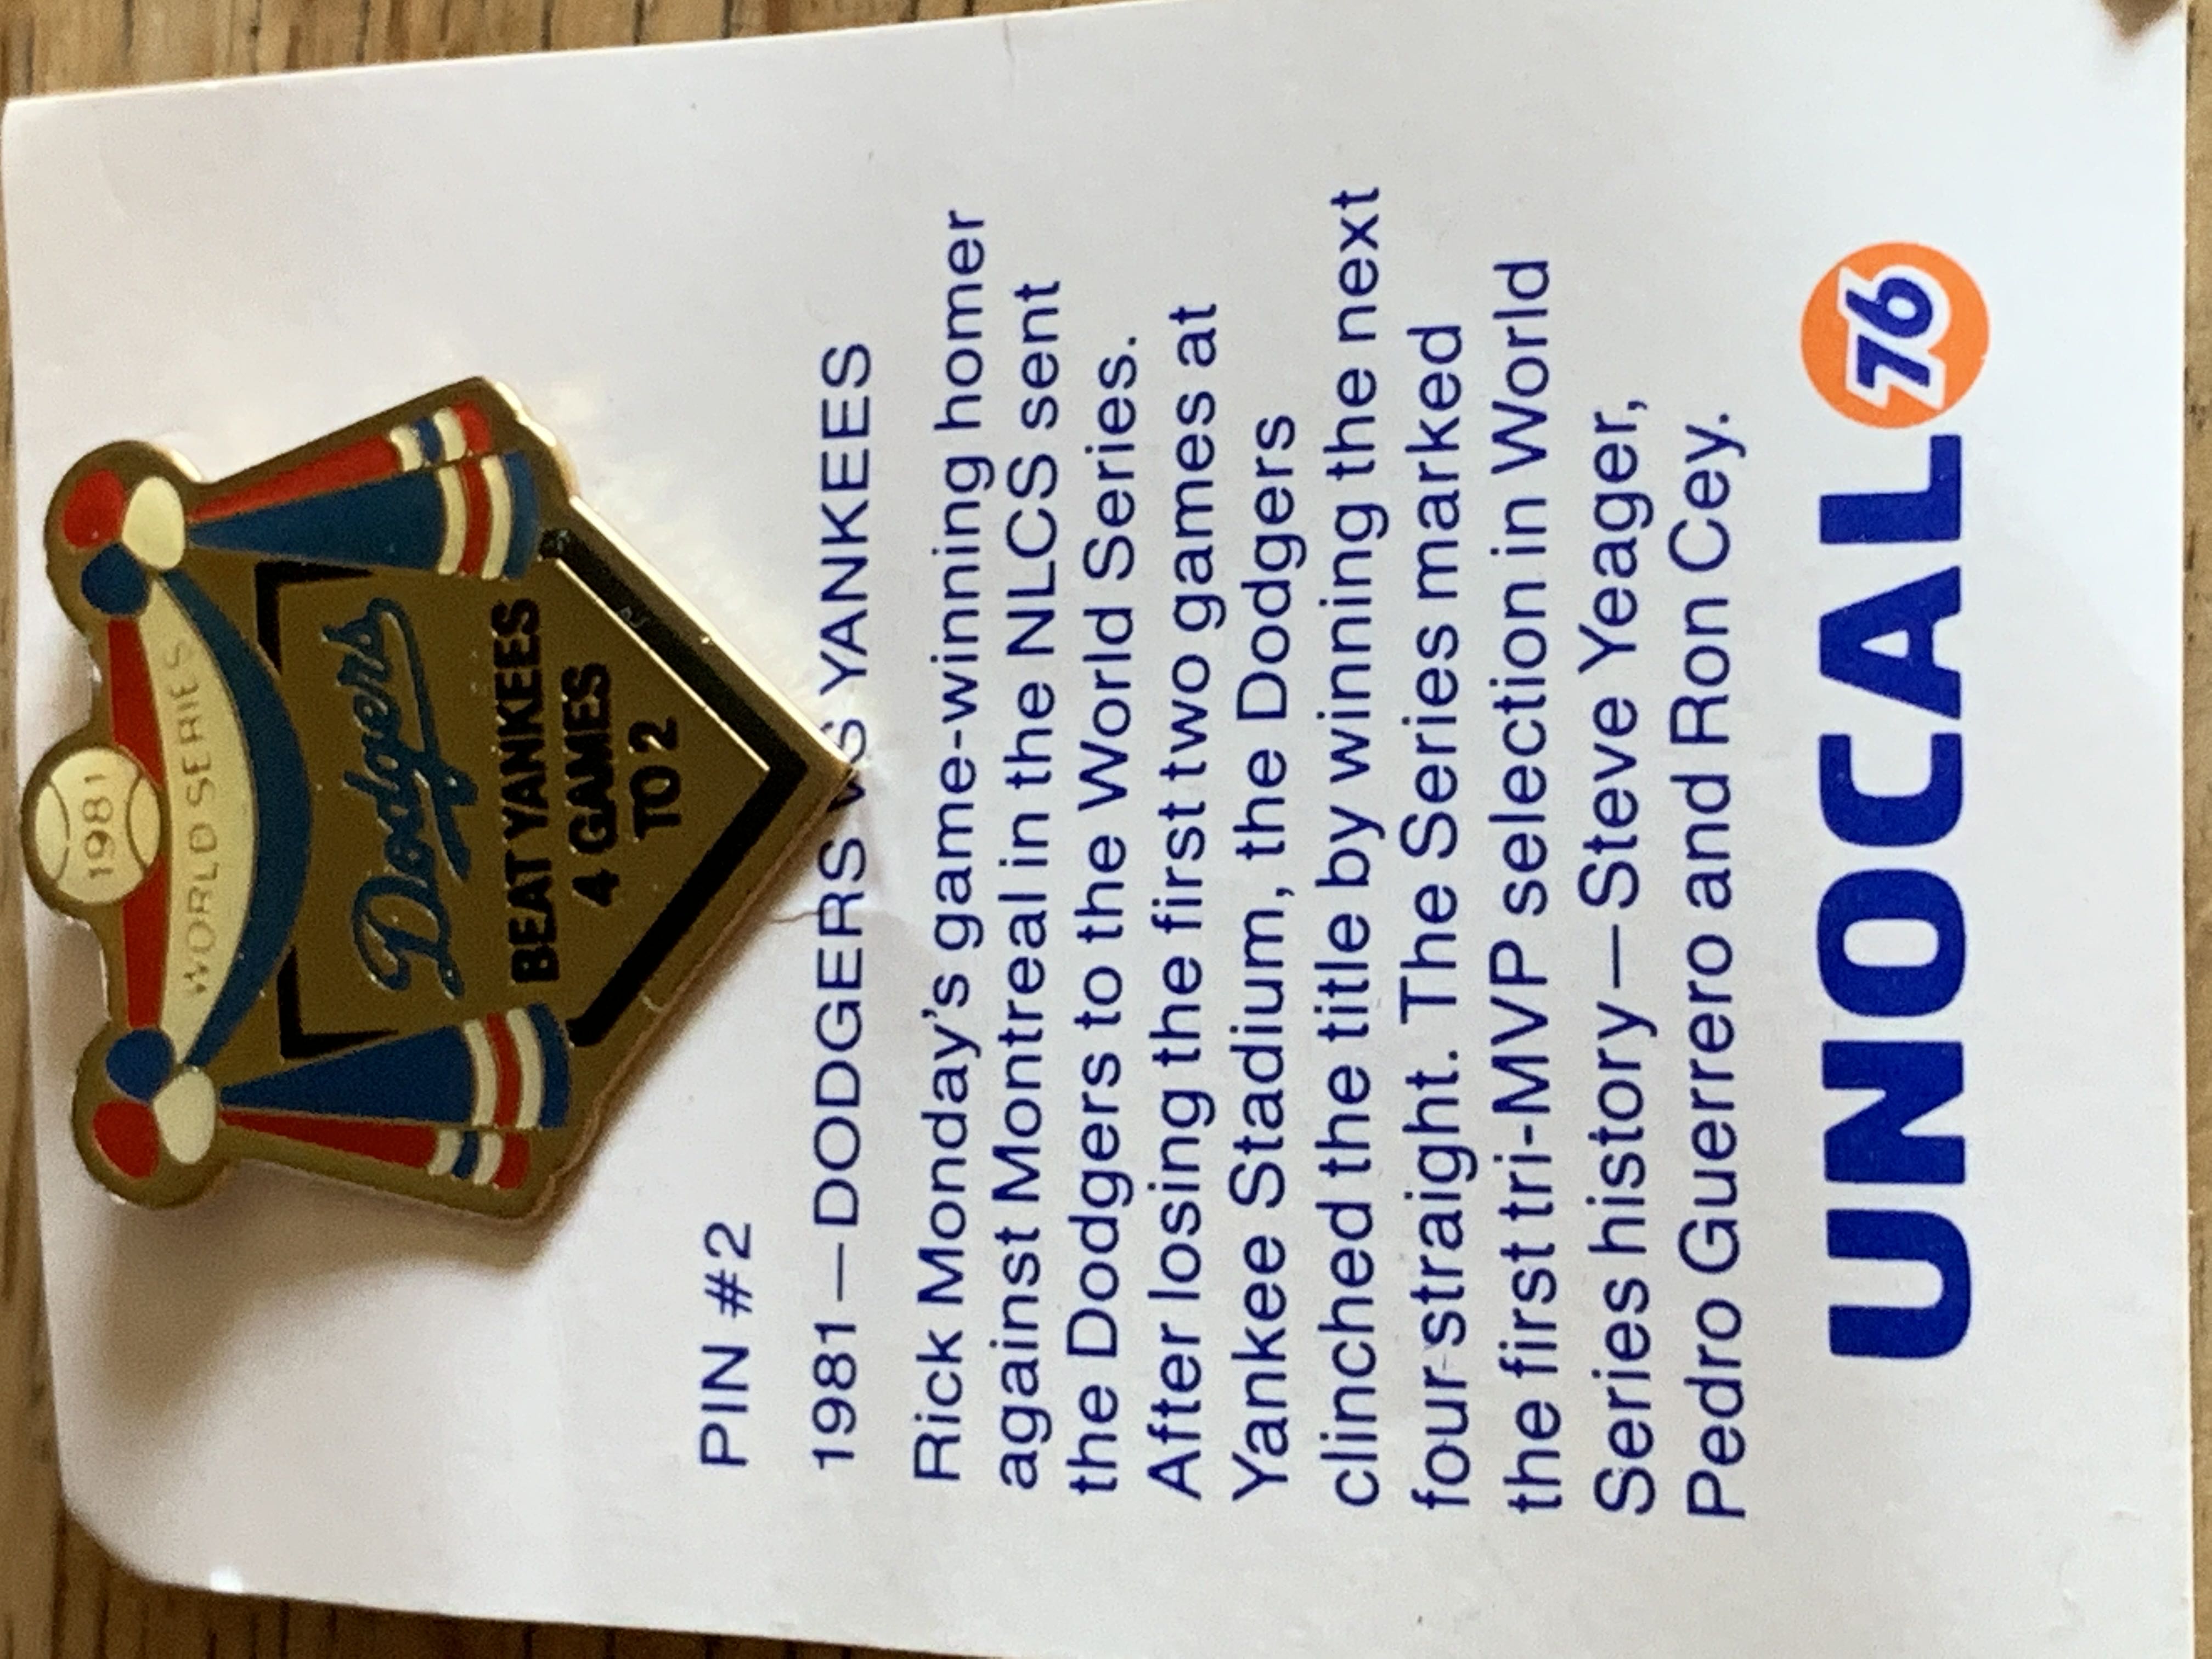 1981
WORLD SERIES
Dodgers
BEAT YANKEES
4 GAMES
TO 2
PIN #2
1981—DODGERS VS YANKEES
Rick Monday's game-winning homer
against Montreal in the NLCS sent
the Dodgers to the World Series.
After losing the first two games at
Yankee Stadium, the Dodgers
clinched the title by winning the next
four straight. The Series marked
the first tri-MVP selection in World
Series history—Steve Yeager,
Pedro Guerrero and Ron Cey.
UNOCAL 76